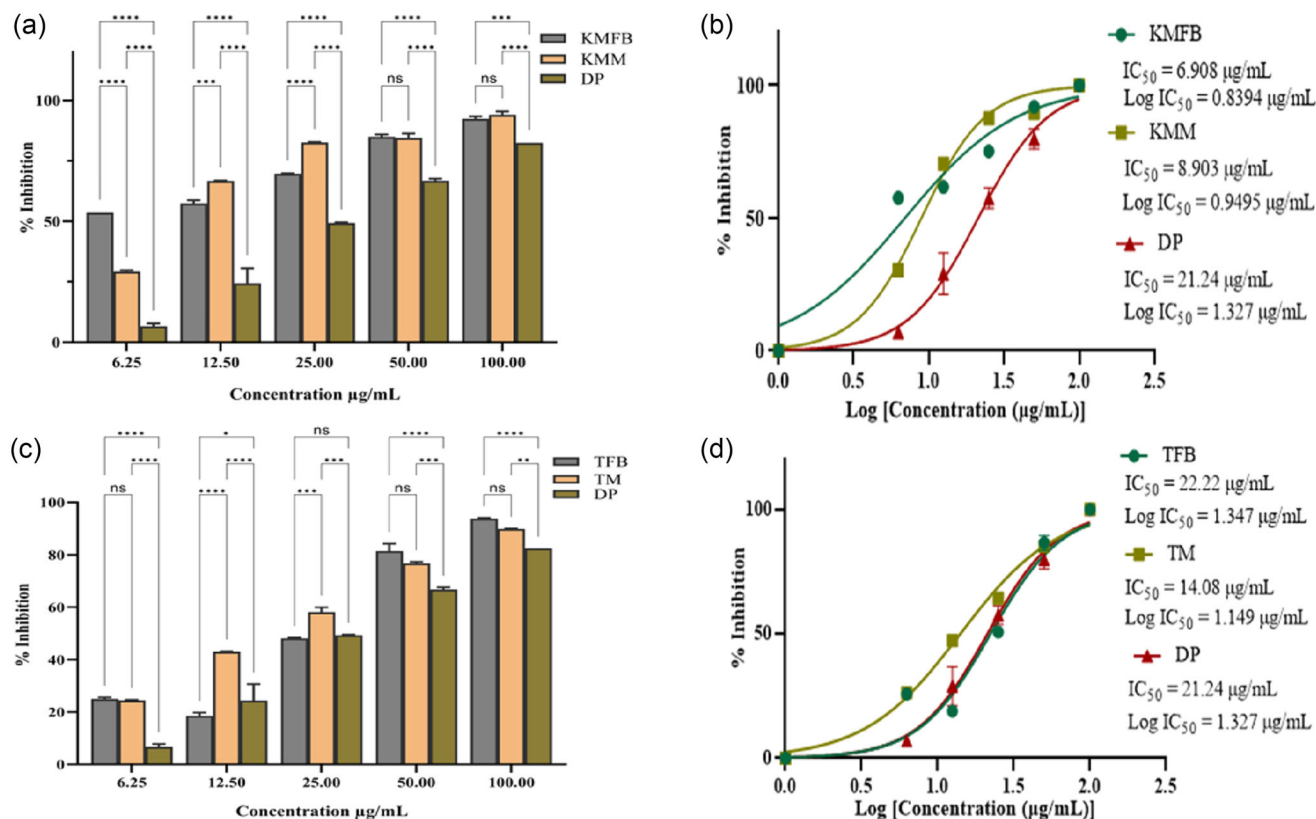 (a)
**** **** **** **** ***
**** **** **** **** ****
**** *** **** ns ns
KMFB
KMM
DP
% Inhibition
100
50
0
6.25 12.50 25.00 50.00 100.00
Concentration µg/mL
(b)
% Inhibition
100
50
0
0.0 0.5 1.0 1.5 2.0 2.5
Log [Concentration (µg/mL)]
KMFB
IC50 = 6.908 µg/mL
Log IC50 = 0.8394 µg/mL
KMM
IC50 = 8.903 µg/mL
Log IC50 = 0.9495 µg/mL
DP
IC50 = 21.24 µg/mL
Log IC50 = 1.327 µg/mL
(c)
**** * ns **** ****
**** **** *** *** **
ns **** *** ns ns
TFB
TM
DP
% Inhibition
100
80
60
40
20
0
6.25 12.50 25.00 50.00 100.00
Concentration µg/mL
(d)
% Inhibition
100
50
0
0.0 0.5 1.0 1.5 2.0 2.5
Log [Concentration (µg/mL)]
TFB
IC50 = 22.22 µg/mL
Log IC50 = 1.347 µg/mL
TM
IC50 = 14.08 µg/mL
Log IC50 = 1.149 µg/mL
DP
IC50 = 21.24 µg/mL
Log IC50 = 1.327 µg/mL